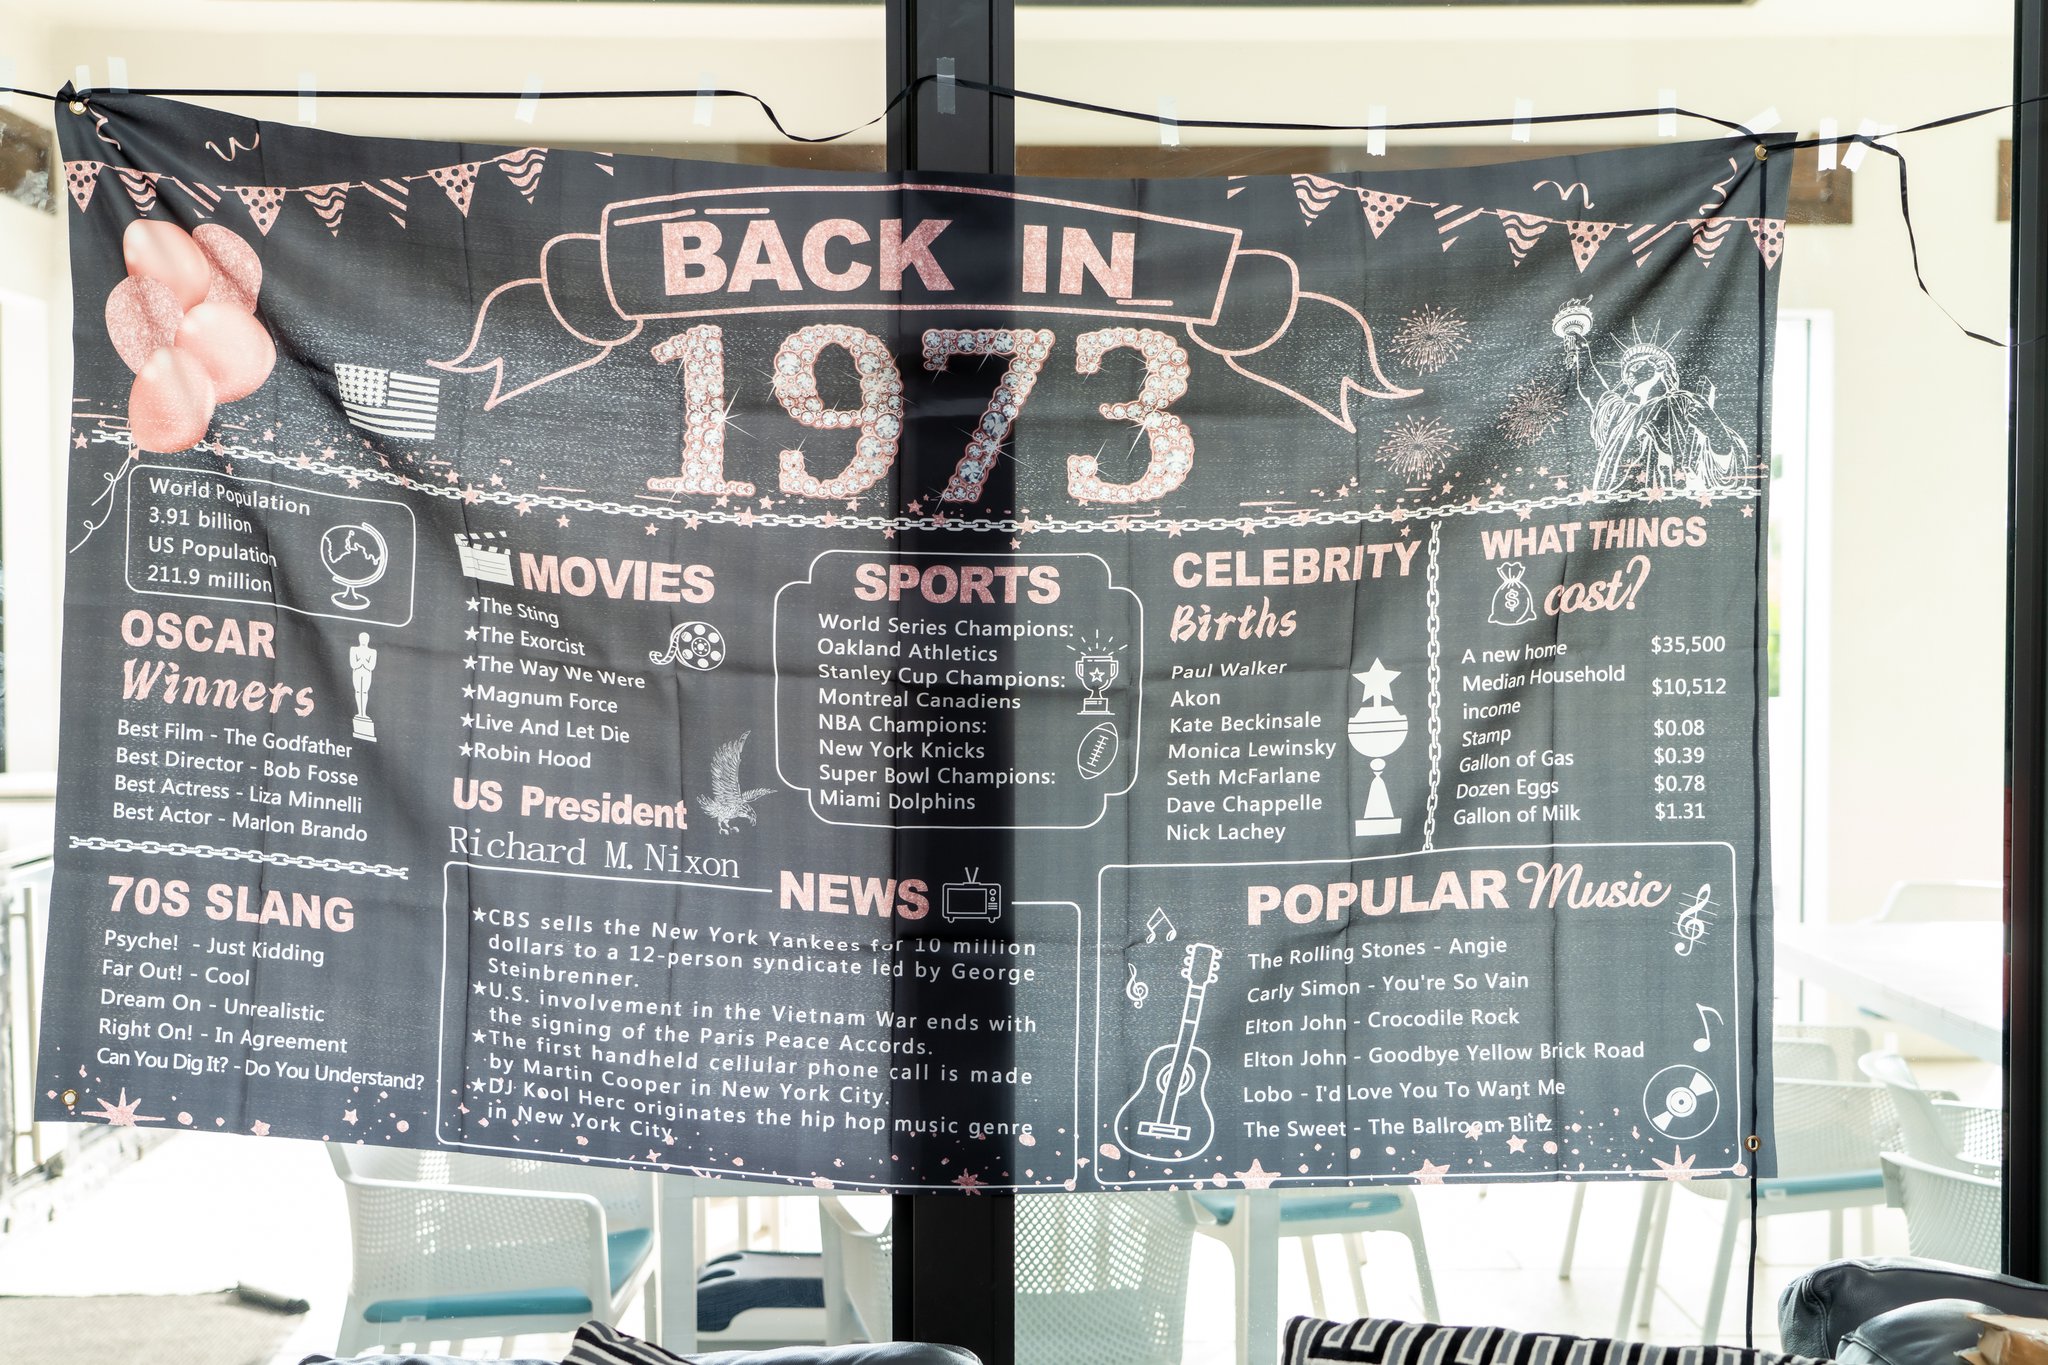 BACK IN
1973
World Population
3.91 billion
US Population
211.9 million
OSCAR
Winners
Best Film - The Godfather
Best Director - Bob Fosse
Best Actress - Liza Minnelli
Best Actor - Marlon Brando
70S SLANG
Psyche! - Just Kidding
Far Out! - Cool
Dream On - Unrealistic
Right On! - In Agreement
Can You Dig It? - Do You Understand?
MOVIES
★The Sting
★The Exorcist
★The Way We Were
★Magnum Force
★Live And Let Die
★Robin Hood
US President
Richard M. Nixon
SPORTS
World Series Champions:
Oakland Athletics
Stanley Cup Champions:
Montreal Canadiens
NBA Champions:
New York Knicks
Super Bowl Champions:
Miami Dolphins
CELEBRITY
Births
Paul Walker
Akon
Kate Beckinsale
Monica Lewinsky
Seth McFarlane
Dave Chappelle
Nick Lachey
WHAT THINGS
cost?
A new home $35,500
Median Household
income $10,512
Stamp $0.08
Gallon of Gas $0.39
Dozen Eggs $0.78
Gallon of Milk $1.31
NEWS
★CBS sells the New York Yankees for 10 million
dollars to a 12-person syndicate led by George
Steinbrenner.
★U.S. involvement in the Vietnam War ends with
the signing of the Paris Peace Accords.
★The first handheld cellular phone call is made
by Martin Cooper in New York City.
★DJ Kool Herc originates the hip hop music genre
in New York City.
POPULAR Music
The Rolling Stones - Angie
Carly Simon - You're So Vain
Elton John - Crocodile Rock
Elton John - Goodbye Yellow Brick Road
Lobo - I'd Love You To Want Me
The Sweet - The Ballroom Blitz